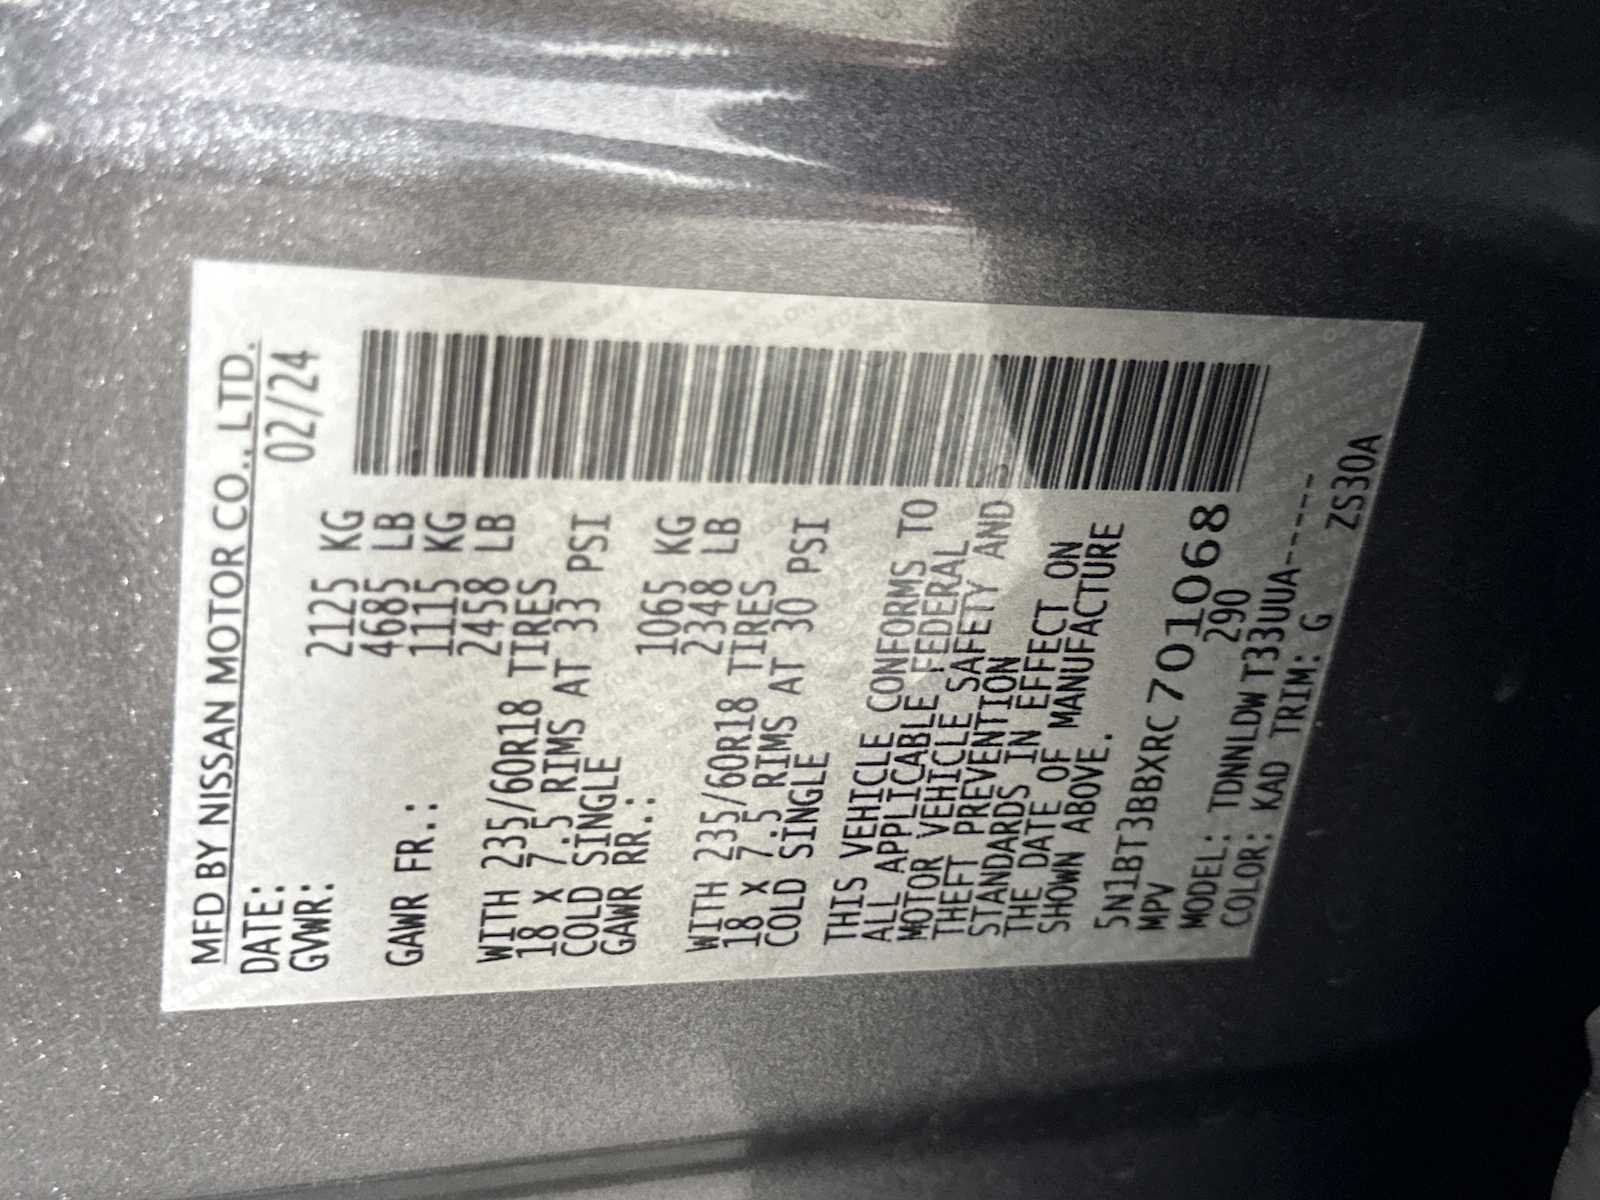 MFD BY NISSAN MOTOR CO., LTD.
DATE: 02/24
GVWR: 2125 KG
4685 LB
GAWR FR.: 1115 KG
2458 LB
WITH 235/60R18 TIRES
18 X 7.5 RIMS AT 33 PSI
COLD SINGLE
GAWR RR.: 1065 KG
2348 LB
WITH 235/60R18 TIRES
18 X 7.5 RIMS AT 30 PSI
COLD SINGLE
THIS VEHICLE CONFORMS TO
ALL APPLICABLE FEDERAL
MOTOR VEHICLE SAFETY AND
THEFT PREVENTION
STANDARDS IN EFFECT ON
THE DATE OF MANUFACTURE
SHOWN ABOVE.
5N1BT3BBXRC701068
MPV 290
MODEL: TDNNLDWT33UUA-----
COLOR: KAD TRIM: G ZS30A